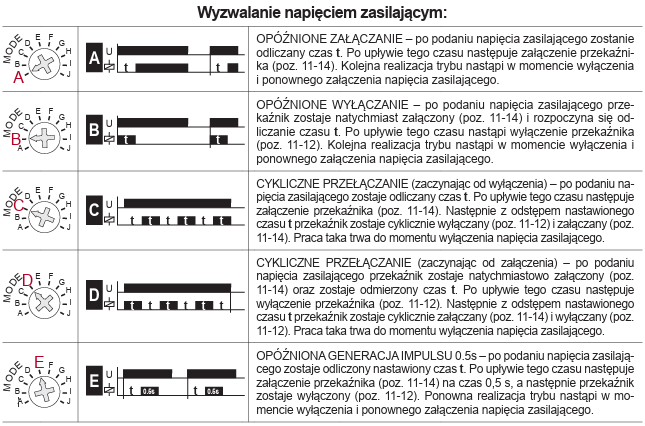 Wyzwalanie napięciem zasilającym:
MODE A B C D E F G H I J
A
A U t t
OPÓŹNIONE ZAŁĄCZANIE – po podaniu napięcia zasilającego zostanie
odliczany czas t. Po upływie tego czasu następuje załączenie przekaźni-
ka (poz. 11-14). Kolejna realizacja trybu nastąpi w momencie wyłączenia
i ponownego załączenia napięcia zasilającego.
MODE A B C D E F G H I J
B U t t
OPÓŹNIONE WYŁĄCZANIE – po podaniu napięcia zasilającego prze-
kaźnik zostaje natychmiast załączony (poz. 11-14) i rozpoczyna się od-
liczanie czasu t. Po upływie tego czasu nastąpi wyłączenie przekaźnika
(poz. 11-12). Kolejna realizacja trybu nastąpi w momencie wyłączenia i
ponownego załączenia napięcia zasilającego.
MODE A B C D E F G H I J
C U t t t t t t
CYKLICZNE PRZEŁĄCZANIE (zaczynając od wyłączenia) – po podaniu na-
pięcia zasilającego zostaje odliczany czas t. Po upływie tego czasu następuje
załączenie przekaźnika (poz. 11-14). Następnie z odstępem nastawionego
czasu t przekaźnik zostaje cyklicznie wyłączany (poz. 11-12) i załączany (poz.
11-14). Praca taka trwa do momentu wyłączenia napięcia zasilającego.
MODE A B C D E F G H I J
D U t t t t t t
CYKLICZNE PRZEŁĄCZANIE (zaczynając od załączenia) – po podaniu
napięcia zasilającego przekaźnik zostaje natychmiastowo załączony (poz.
11-14) oraz zostaje odmierzony czas t. Po upływie tego czasu następuje
wyłączenie przekaźnika (poz. 11-12). Następnie z odstępem nastawionego
czasu t przekaźnik zostaje cyklicznie załączany (poz. 11-14) i wyłączany (poz.
11-12). Praca taka trwa do momentu wyłączenia napięcia zasilającego.
MODE A B C D E F G H I J
E U t 0.5s t 0.5s
OPÓŹNIONA GENERACJA IMPULSU 0.5s – po podaniu napięcia zasilają-
cego zostaje odliczony nastawiony czas t. Po upływie tego czasu następuje
załączenie przekaźnika (poz. 11-14) na czas 0,5 s, a następnie przekaźnik
zostaje wyłączony (poz. 11-12). Ponowna realizacja trybu nastąpi w mo-
mencie wyłączenia i ponownego załączenia napięcia zasilającego.